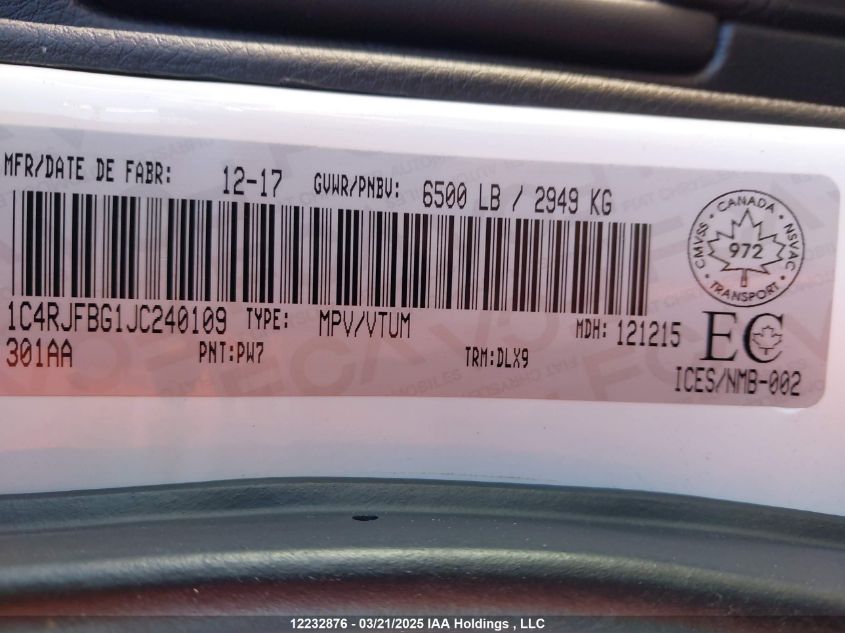 MFR/DATE DE FABR: 12-17 GVWR/PNBV: 6500 LB / 2949 KG
CANADA
CMVSS NSVAC
972
TRANSPORT
1C4RJFBG1JC240109 TYPE: MPV/VTUM MDH: 121215
EC
301AA PNT:PW7 TRM:DLX9
ICES/NMB-002
12232876 - 03/21/2025 IAA Holdings , LLC